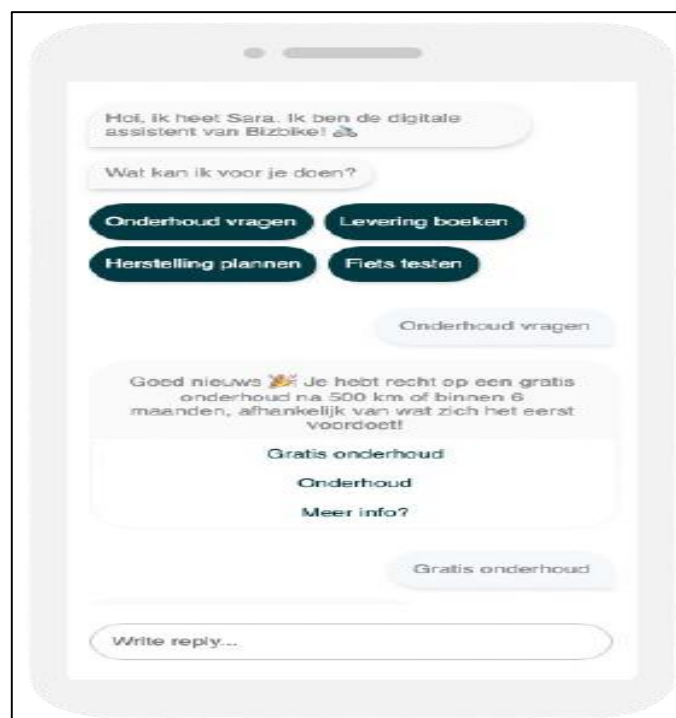 Hoi, ik heet Sara. Ik ben de digitale
assistent van Bizbike! 🚲
Wat kan ik voor je doen?
Onderhoud vragen Levering boeken
Herstelling plannen Fiets testen
Onderhoud vragen
Goed nieuws 🎉 Je hebt recht op een gratis
onderhoud na 500 km of binnen 6
maanden, afhankelijk van wat zich het eerst
voordoet!
Gratis onderhoud
Onderhoud
Meer info?
Gratis onderhoud
Write reply...